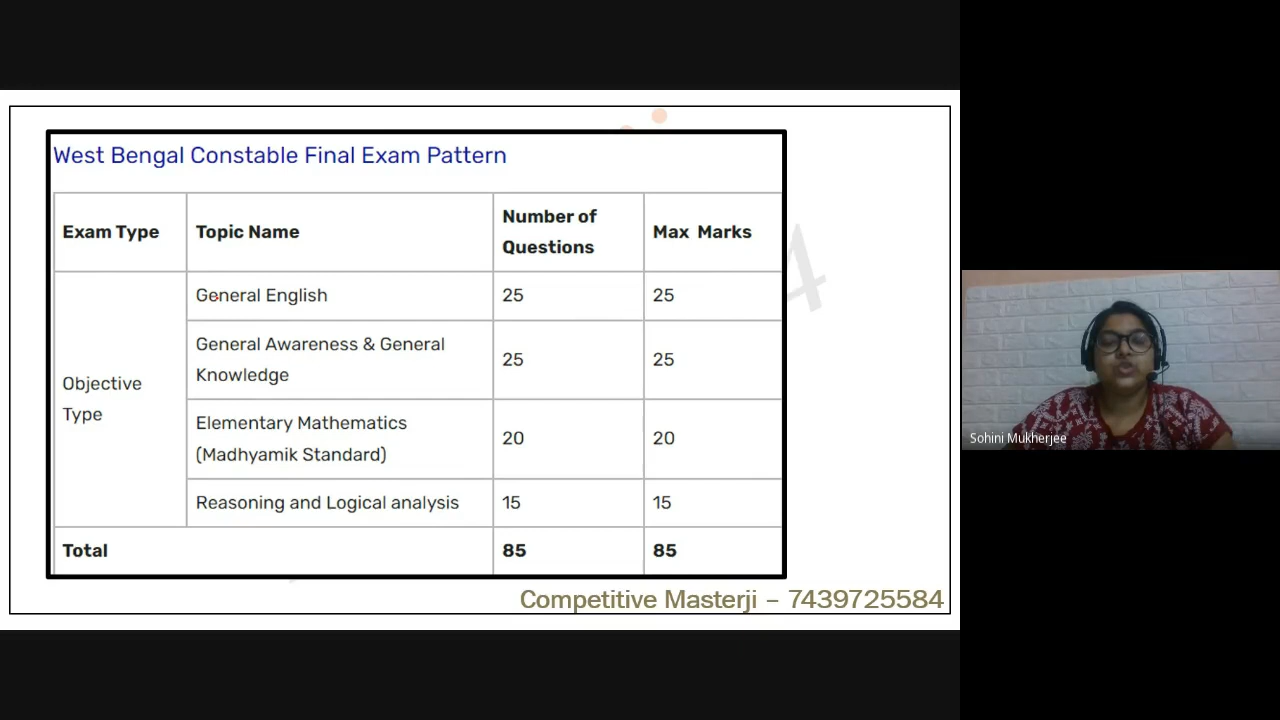 West Bengal Constable Final Exam Pattern
Exam Type
Topic Name
Number of
Questions
Max Marks
Objective
Type
General English
25
25
General Awareness & General
Knowledge
25
25
Elementary Mathematics
(Madhyamik Standard)
20
20
Reasoning and Logical analysis
15
15
Total
85
85
4
Competitive Masterji – 7439725584
Sohini Mukherjee